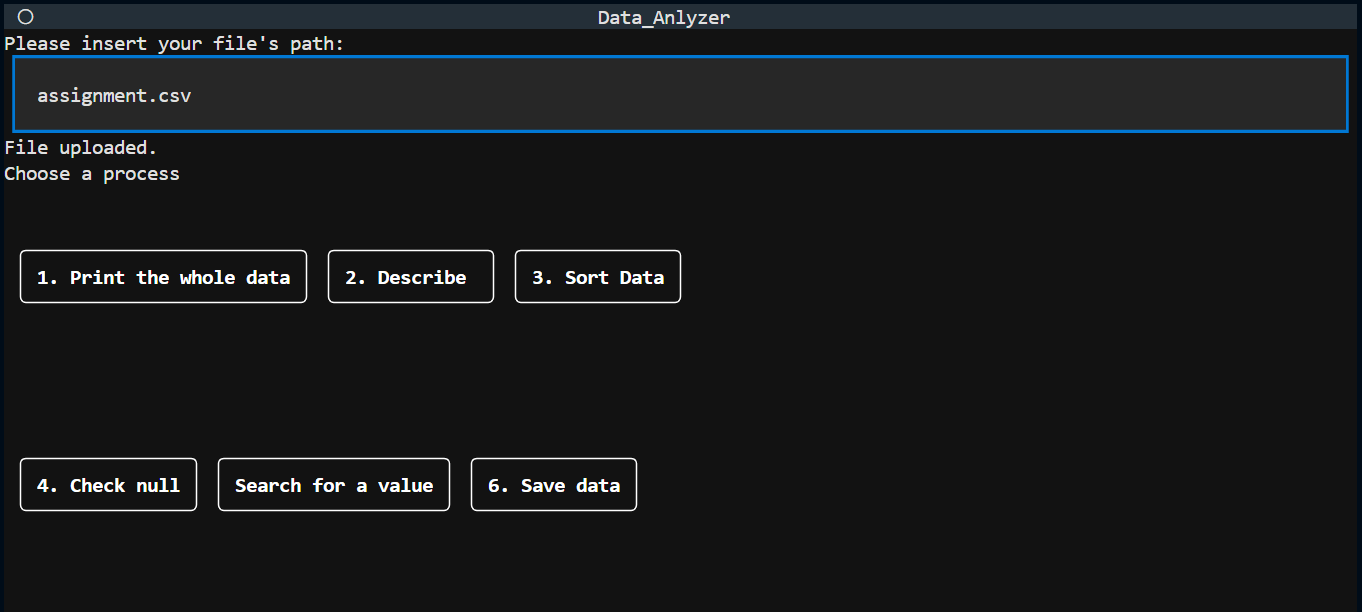 Data_Anlyzer
Please insert your file's path:
assignment.csv
File uploaded.
Choose a process
1. Print the whole data
2. Describe
3. Sort Data
4. Check null
Search for a value
6. Save data